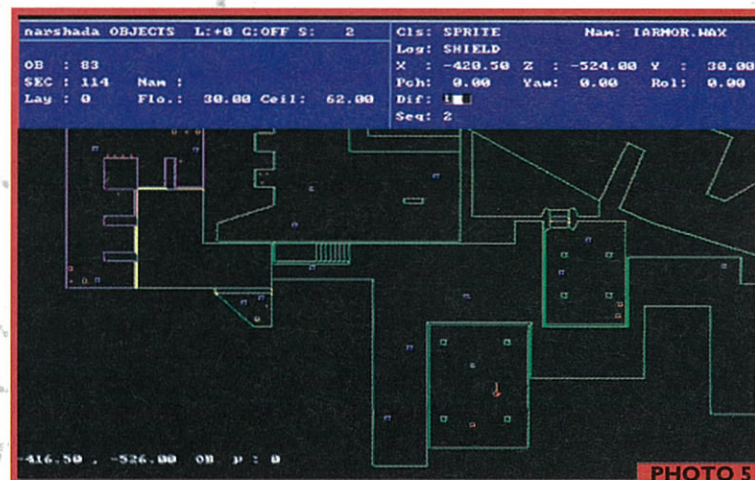 narshada OBJECTS L:+0 G:OFF S: 2
OB : 83
SEC : 114 Nam :
Lay : 0 Flo.: 30.00 Ceil: 62.00
Cls: SPRITE Nam: IARMOR.WAX
Log: SHIELD
X : -420.50 Z : -524.00 Y : 30.00
Pch: 0.00 Yaw: 0.00 Rol: 0.00
Dif: 1
Seq: 2
-416.50 , -526.00 OB p : 0
PHOTO 5